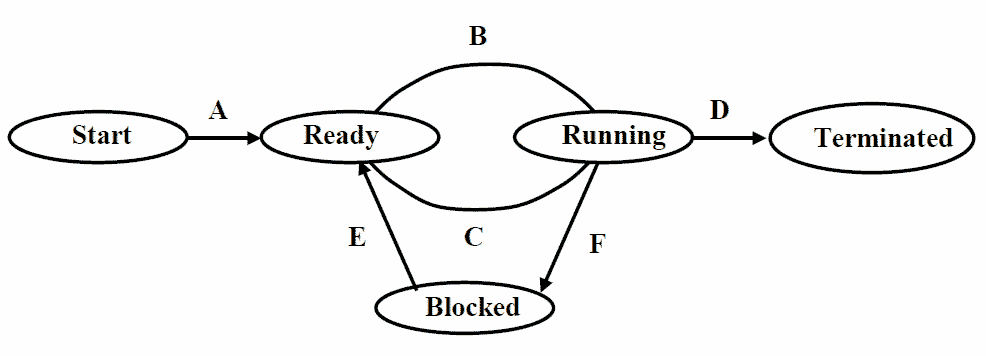 B
A
D
Start
Ready
Running
Terminated
E
C
F
Blocked